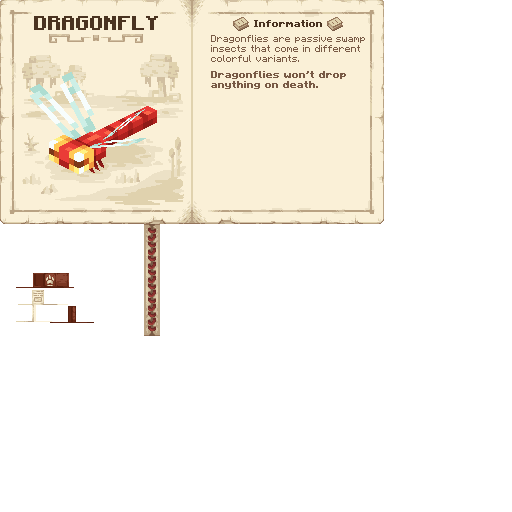 DRAGONFLY
Information
Dragonflies are passive swamp
insects that come in different
colorful variants.
Dragonflies won't drop
anything on death.